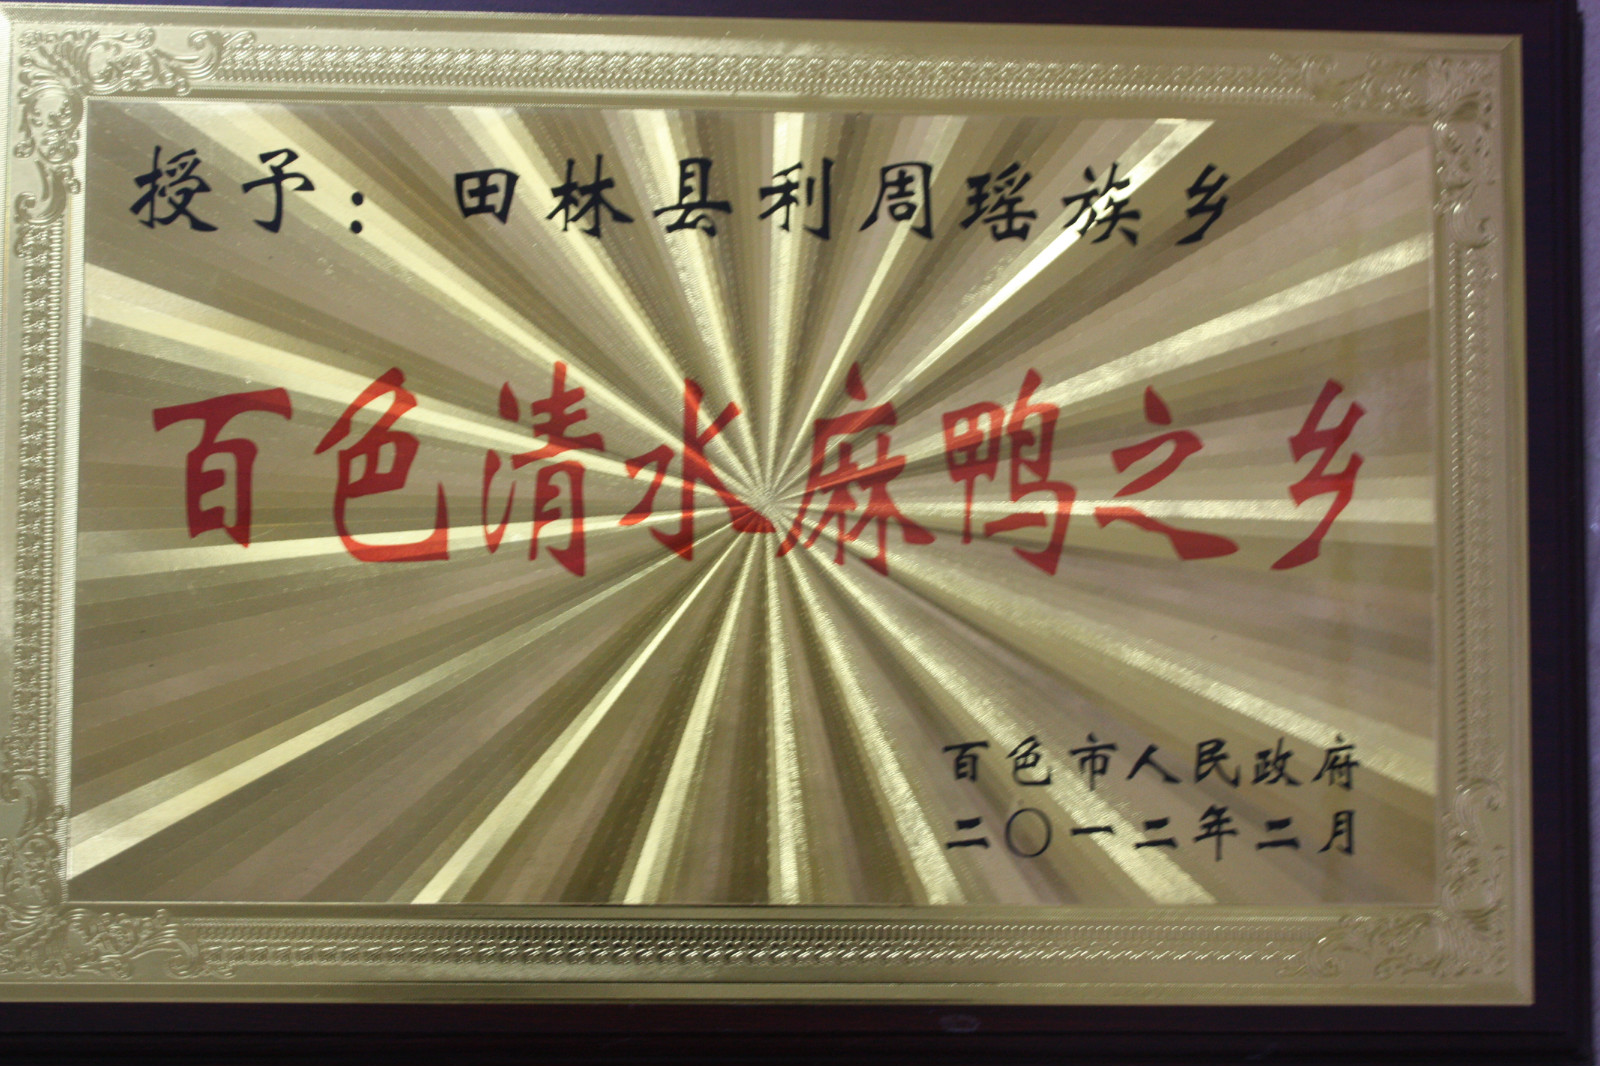 授予：田林县利周瑶族乡
百色清水麻鸭之乡
百色市人民政府
二〇一二年二月